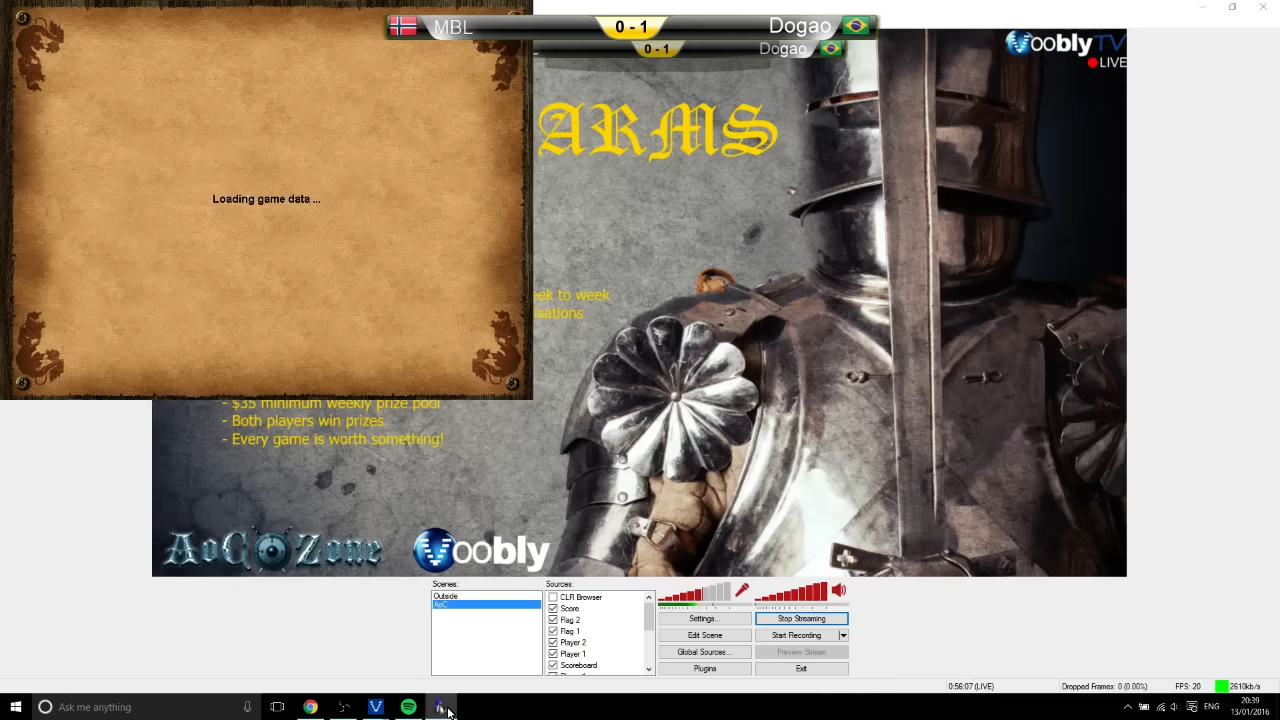 MBL 0 - 1 Dogao
0 - 1 Dogao
VooblyTV
LIVE
ARMS
Loading game data ...
eek to week
isations
- $35 minimum weekly prize pool
- Both players win prizes
- Every game is worth something!
AoC Zone
Voobly
Scenes:
Outside
AoC
Sources:
CLR Browser
Score
Flag 2
Flag 1
Player 2
Player 1
Scoreboard
Settings...
Stop Streaming
Edit Scene
Start Recording
Global Sources...
Preview Stream
Plugins
Exit
0:56:07 (LIVE)
Dropped Frames: 0 (0.00%)
FPS: 20
2610kb/s
Ask me anything
ENG
20:39
13/01/2016